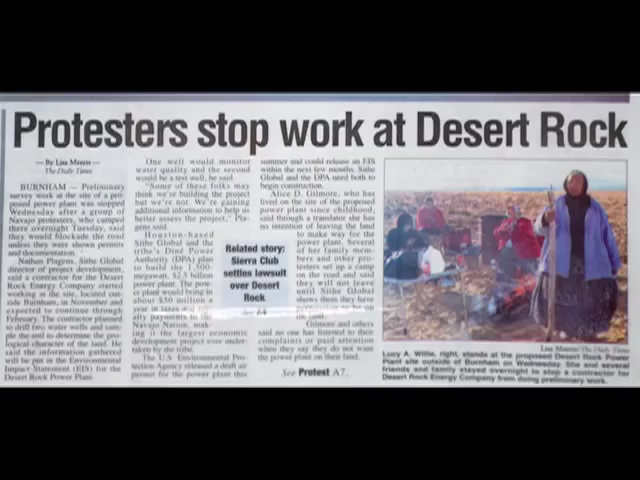 Protesters stop work at Desert Rock
— By Lisa Meerts —
The Daily Times
BURNHAM — Preliminary
survey work at the site of a pro-
posed power plant was stopped
Wednesday after a group of
Navajo protesters, who camped
there overnight Tuesday, said
they would blockade the road
unless they were shown permits
and documentation.
Nathan Plagens, Sithe Global
director of project development,
said a contractor for the Desert
Rock Energy Company started
working at the site, located out-
side Burnham, in November and
expected to continue through
February. The contractor planned
to drill two water wells and sam-
ple the soil to determine the geo-
logical character of the land. He
said the information gathered
will be put in the Environmental
Impact Statement (EIS) for the
Desert Rock Power Plant.
"One well would monitor
water quality and the second
would be a test well, he said.
"Some of these folks may
think we're building the project
but we're not. We're gaining
additional information to help us
better assess the project," Pla-
gens said.
Houston-based
Sithe Global and the
tribe's Diné Power
Authority (DPA) plan
to build the 1,500-
megawatt, $2.5 billion
power plant. The pow-
er plant would bring in
about $50 million a
year in taxes and roy-
alty payments to the
Navajo Nation, mak-
ing it the largest economic
development project ever under-
taken by the tribe.
The U.S. Environmental Pro-
tection Agency released a draft air
permit for the power plant this
Related story:
Sierra Club
settles lawsuit
over Desert
Rock
summer and could release an EIS
within the next few months. Sithe
Global and the DPA need both to
begin construction.
Alice D. Gilmore, who has
lived on the site of the proposed
power plant since childhood,
said through a translator she has
no intention of leaving the land
to make way for the
power plant. Several
of her family mem-
bers and other pro-
testers set up a camp
on the road and said
they will not leave
until Sithe Global
shows them they have
permission to be on
the land.
Gilmore and others
said no one has listened to their
complaints or paid attention
when they say they do not want
the power plant on their land.
See Protest A7.
Lisa Meerts/The Daily Times
Lucy A. Willie, right, stands at the proposed Desert Rock Power
Plant site outside of Burnham on Wednesday. She and several
friends and family stayed overnight to stop a contractor for
Desert Rock Energy Company from doing preliminary work.